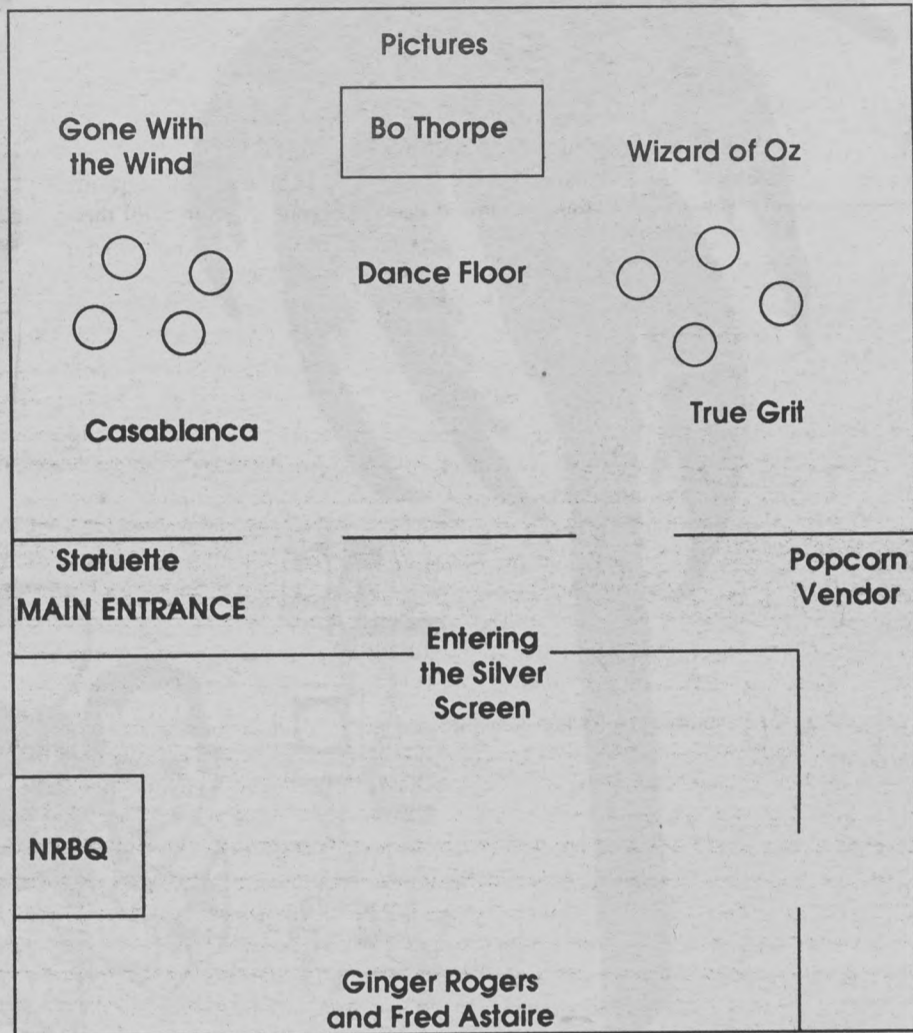 Pictures
Bo Thorpe
Gone With
the Wind
Wizard of Oz
Dance Floor
Casablanca
True Grit
Statuette
MAIN ENTRANCE
Popcorn
Vendor
Entering
the Silver
Screen
NRBQ
Ginger Rogers
and Fred Astaire